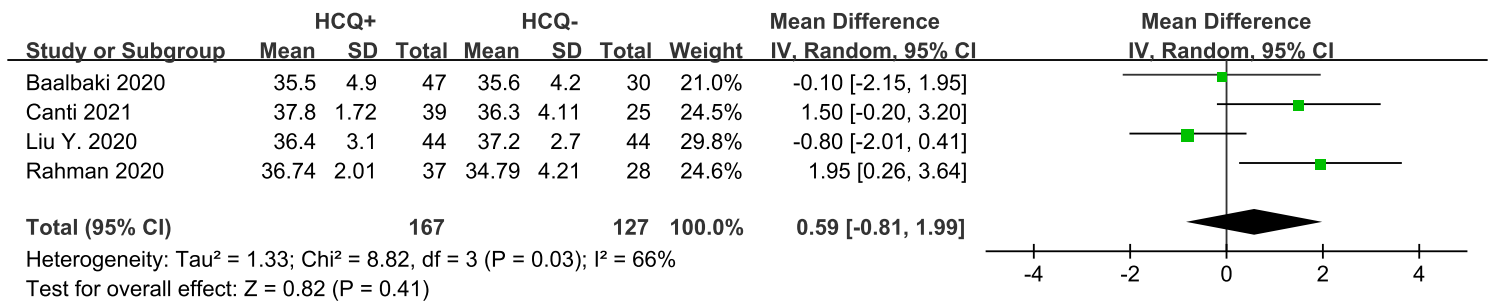 HCQ+ HCQ- Mean Difference Mean Difference
Study or Subgroup Mean SD Total Mean SD Total Weight IV, Random, 95% CI IV, Random, 95% CI
Baalbaki 2020 35.5 4.9 47 35.6 4.2 30 21.0% -0.10 [-2.15, 1.95]
Canti 2021 37.8 1.72 39 36.3 4.11 25 24.5% 1.50 [-0.20, 3.20]
Liu Y. 2020 36.4 3.1 44 37.2 2.7 44 29.8% -0.80 [-2.01, 0.41]
Rahman 2020 36.74 2.01 37 34.79 4.21 28 24.6% 1.95 [0.26, 3.64]
Total (95% CI) 167 127 100.0% 0.59 [-0.81, 1.99]
Heterogeneity: Tau² = 1.33; Chi² = 8.82, df = 3 (P = 0.03); I² = 66%
Test for overall effect: Z = 0.82 (P = 0.41)
-4 -2 0 2 4